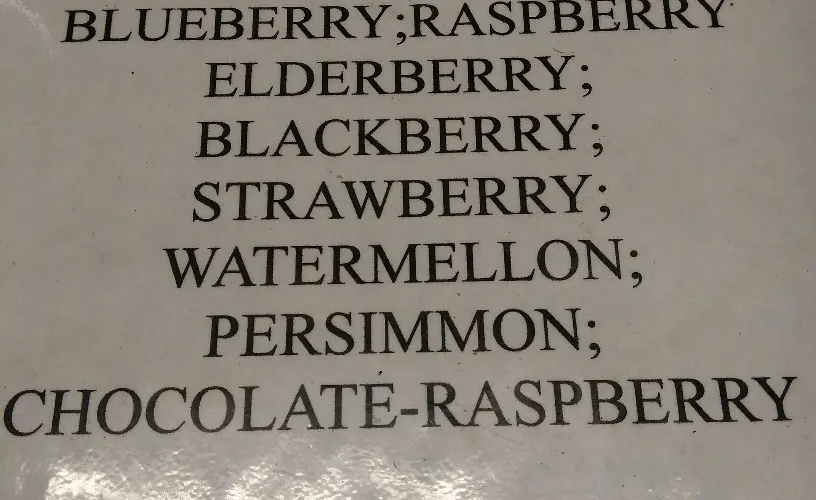 BLUEBERRY;RASPBERRY
ELDERBERRY;
BLACKBERRY;
STRAWBERRY;
WATERMELLON;
PERSIMMON;
CHOCOLATE-RASPBERRY